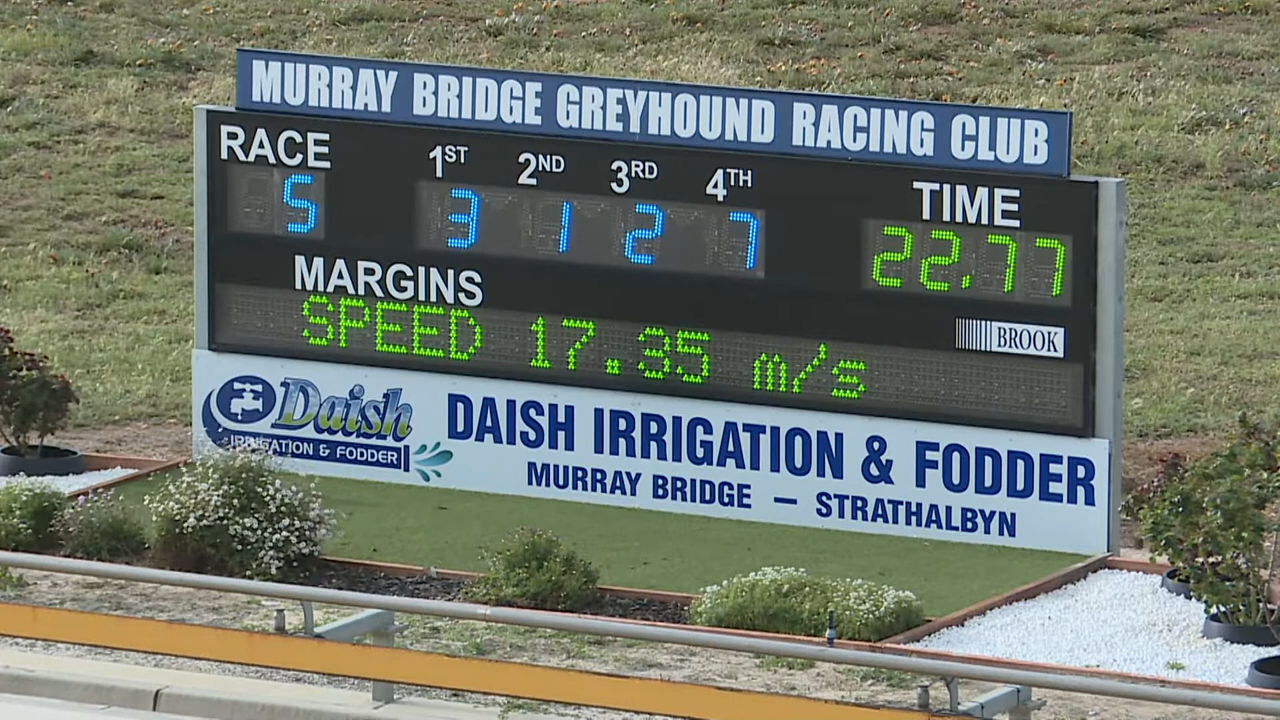 MURRAY BRIDGE GREYHOUND RACING CLUB
RACE 1ST 2ND 3RD 4TH TIME
5 3 1 2 7 22.77
MARGINS
SPEED 17.35 m/s
BROOK
Daish
IRRIGATION & FODDER
DAISH IRRIGATION & FODDER
MURRAY BRIDGE – STRATHALBYN